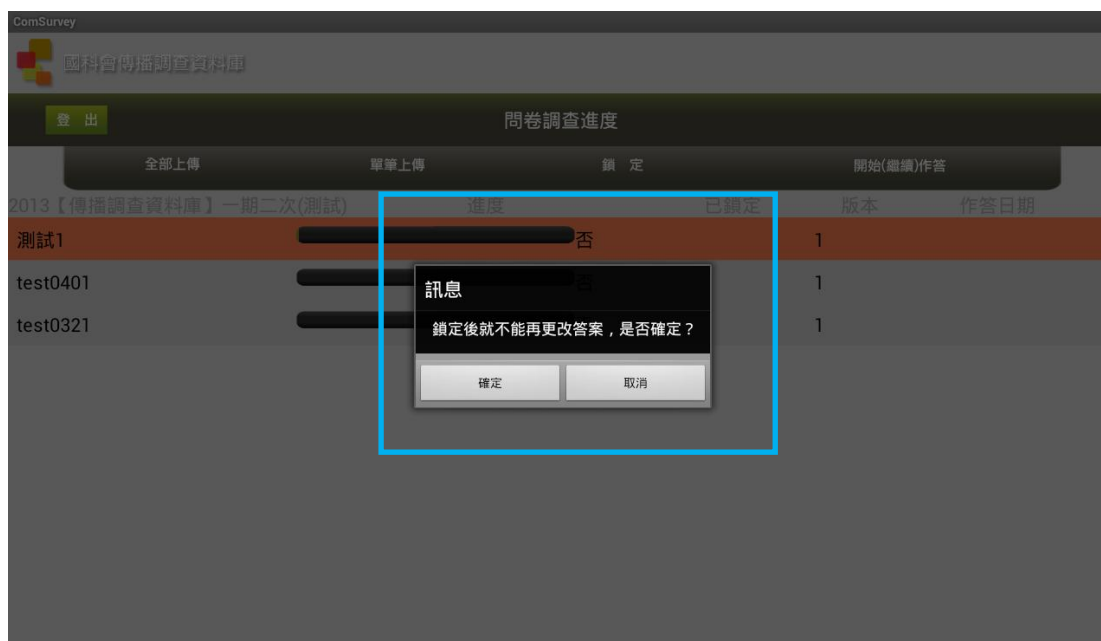 ComSurvey
國科會傳播調查資料庫
登 出
問卷調查進度
全部上傳 單筆上傳 鎖 定 開始(繼續)作答
2013【傳播調查資料庫】一期二次(測試) 進度 已鎖定 版本 作答日期
測試1 否 1
test0401 否 1
test0321 1
訊息
鎖定後就不能再更改答案,是否確定?
確定 取消